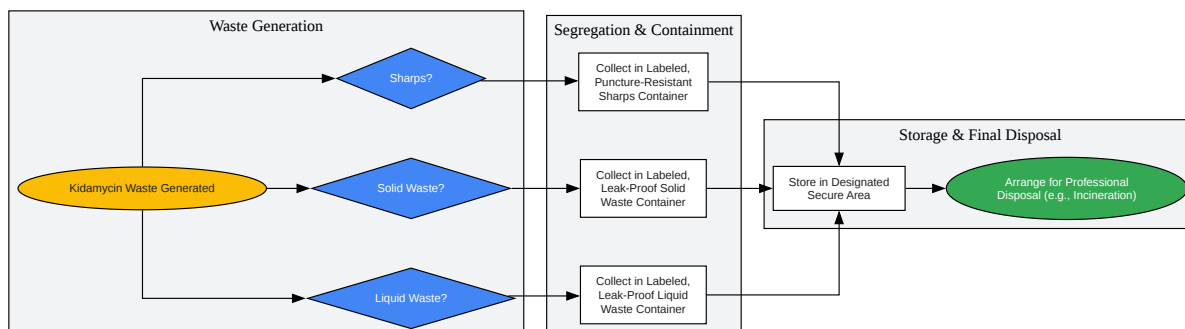 Waste Generation
Kidamycin Waste Generated
Sharps?
Solid Waste?
Liquid Waste?
Segregation & Containment
Collect in Labeled,
Puncture-Resistant
Sharps Container
Collect in Labeled,
Leak-Proof Solid
Waste Container
Collect in Labeled,
Leak-Proof Liquid
Waste Container
Storage & Final Disposal
Store in Designated
Secure Area
Arrange for Professional
Disposal (e.g., Incineration)